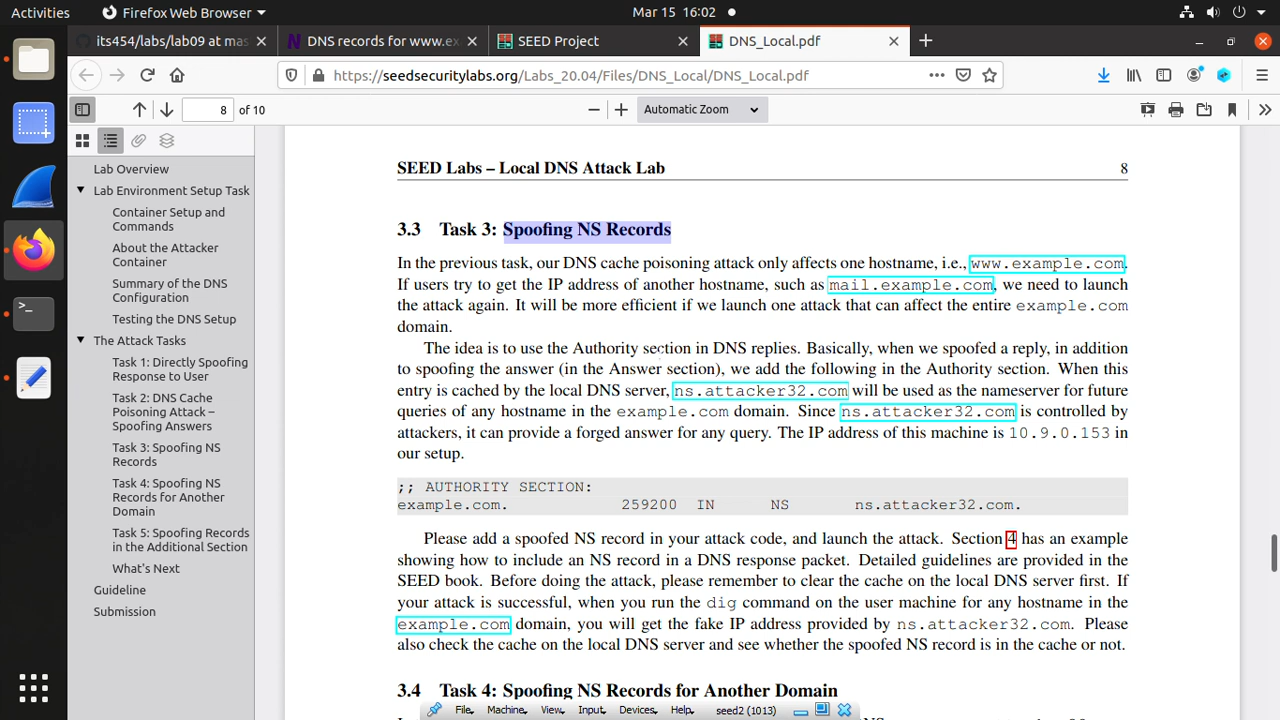 Activities
Firefox Web Browser
Mar 15 16:02
its454/labs/lab09 at mas
DNS records for www.ex
SEED Project
DNS_Local.pdf
https://seedsecuritylabs.org/Labs_20.04/Files/DNS_Local/DNS_Local.pdf
8 of 10
Automatic Zoom
Lab Overview
Lab Environment Setup Task
Container Setup and
Commands
About the Attacker
Container
Summary of the DNS
Configuration
Testing the DNS Setup
The Attack Tasks
Task 1: Directly Spoofing
Response to User
Task 2: DNS Cache
Poisoning Attack –
Spoofing Answers
Task 3: Spoofing NS
Records
Task 4: Spoofing NS
Records for Another
Domain
Task 5: Spoofing Records
in the Additional Section
What's Next
Guideline
Submission
SEED Labs – Local DNS Attack Lab 8
3.3 Task 3: Spoofing NS Records
In the previous task, our DNS cache poisoning attack only affects one hostname, i.e., www.example.com.
If users try to get the IP address of another hostname, such as mail.example.com, we need to launch
the attack again. It will be more efficient if we launch one attack that can affect the entire example.com
domain.
The idea is to use the Authority section in DNS replies. Basically, when we spoofed a reply, in addition
to spoofing the answer (in the Answer section), we add the following in the Authority section. When this
entry is cached by the local DNS server, ns.attacker32.com will be used as the nameserver for future
queries of any hostname in the example.com domain. Since ns.attacker32.com is controlled by
attackers, it can provide a forged answer for any query. The IP address of this machine is 10.9.0.153 in
our setup.
;; AUTHORITY SECTION:
example.com. 259200 IN NS ns.attacker32.com.
Please add a spoofed NS record in your attack code, and launch the attack. Section 4 has an example
showing how to include an NS record in a DNS response packet. Detailed guidelines are provided in the
SEED book. Before doing the attack, please remember to clear the cache on the local DNS server first. If
your attack is successful, when you run the dig command on the user machine for any hostname in the
example.com domain, you will get the fake IP address provided by ns.attacker32.com. Please
also check the cache on the local DNS server and see whether the spoofed NS record is in the cache or not.
3.4 Task 4: Spoofing NS Records for Another Domain
File Machine View Input Devices Help seed2 (1013)